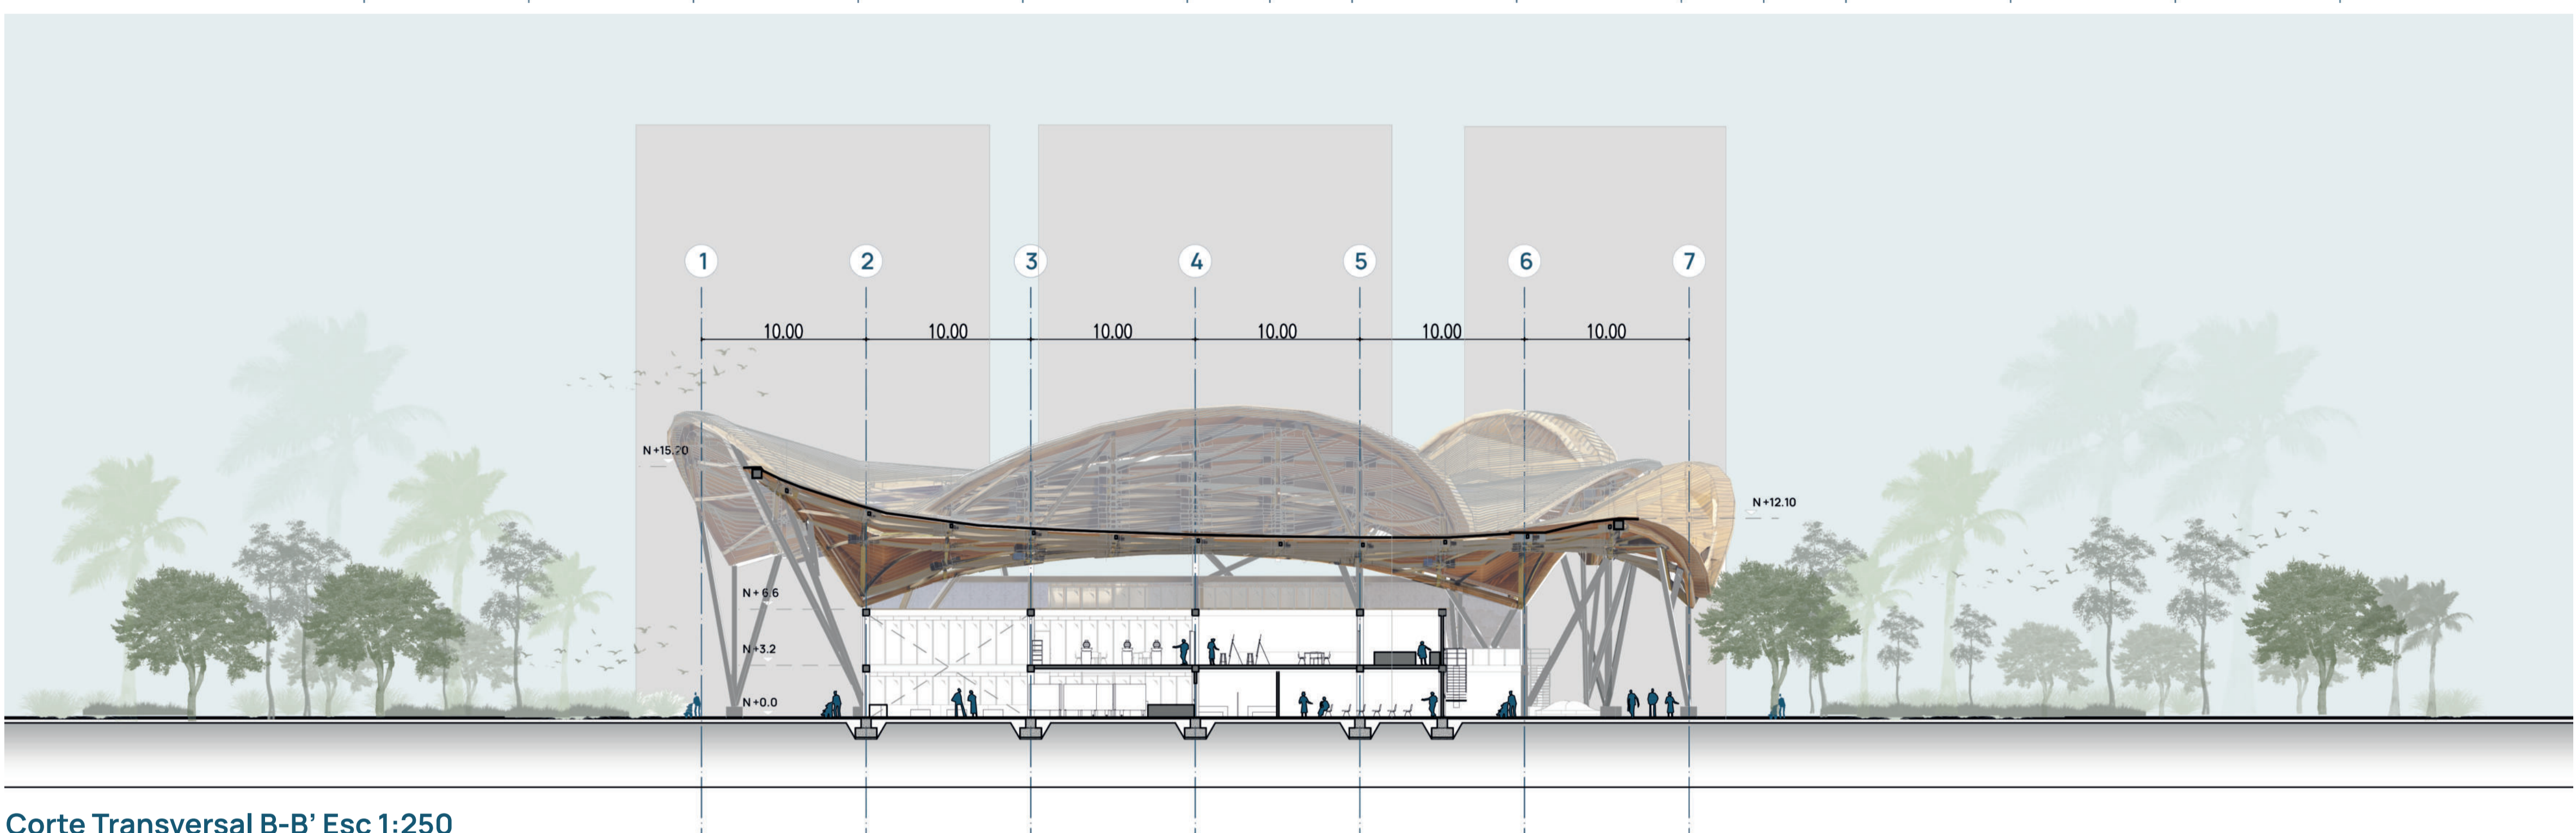 1 2 3 4 5 6 7
10.00 10.00 10.00 10.00 10.00 10.00
N+15.20
N+12.10
N+6.6
N+3.2
N+0.0
Corte Transversal B-B' Esc 1:250